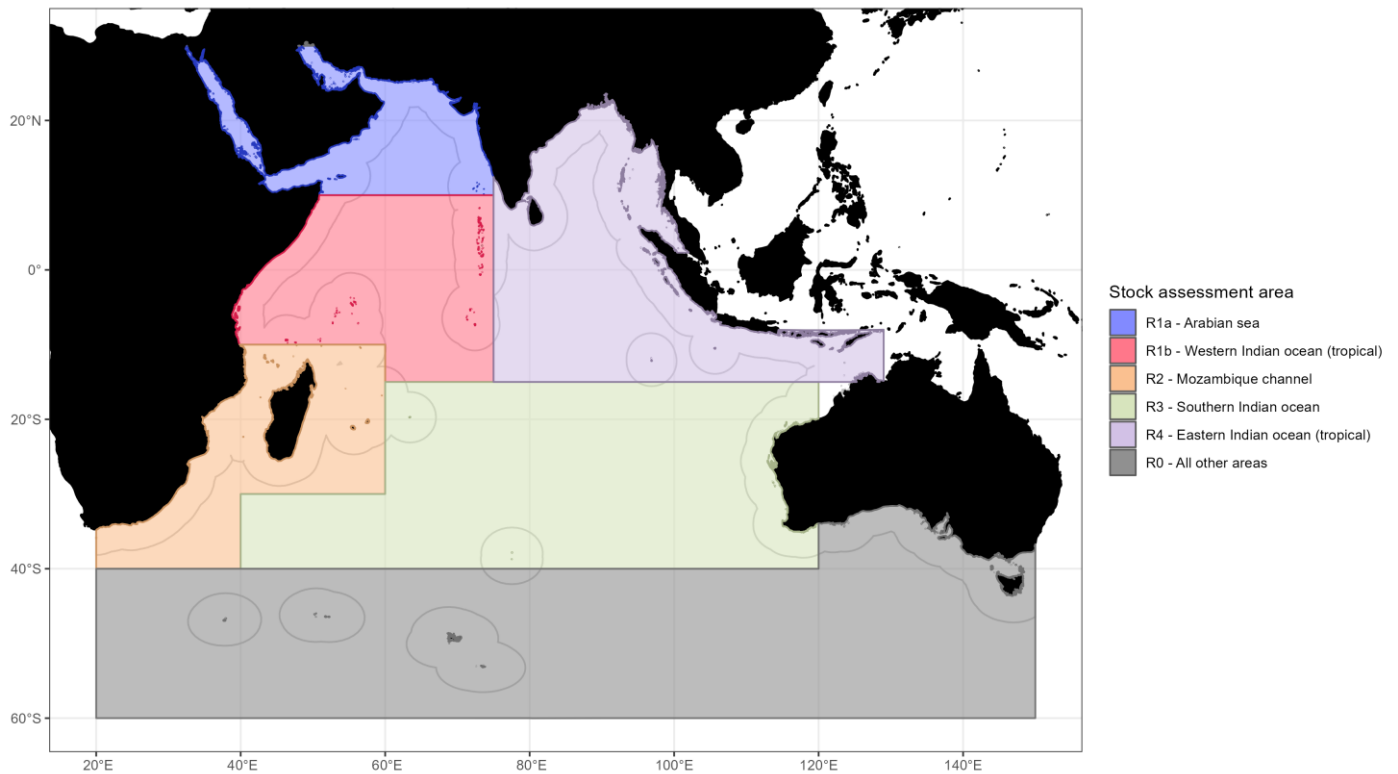 20°N
0°
20°S
40°S
60°S
20°E
40°E
60°E
80°E
100°E
120°E
140°E
Stock assessment area
R1a - Arabian sea
R1b - Western Indian ocean (tropical)
R2 - Mozambique channel
R3 - Southern Indian ocean
R4 - Eastern Indian ocean (tropical)
R0 - All other areas